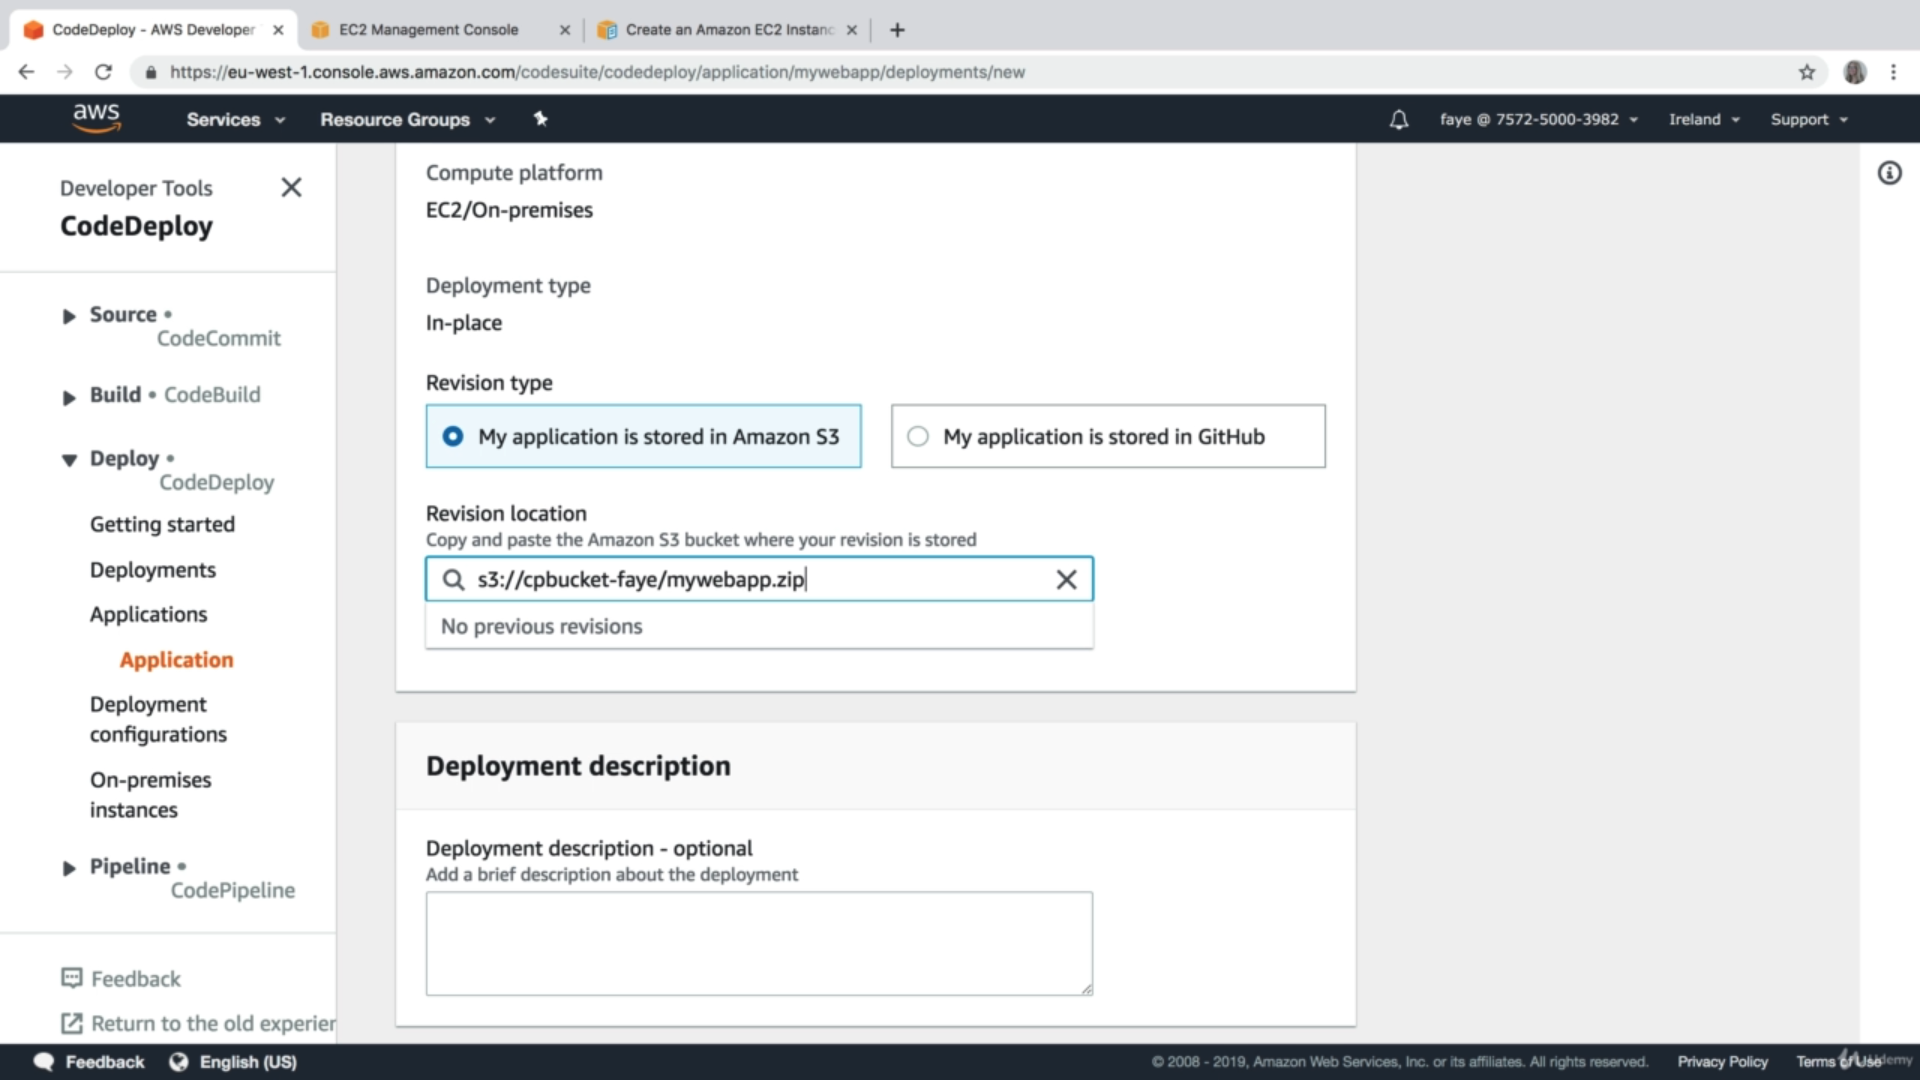 CodeDeploy - AWS Developer
EC2 Management Console
Create an Amazon EC2 Instanc
https://eu-west-1.console.aws.amazon.com/codesuite/codedeploy/application/mywebapp/deployments/new
aws
Services
Resource Groups
faye @ 7572-5000-3982
Ireland
Support
Developer Tools
CodeDeploy
Source •
CodeCommit
Build • CodeBuild
Deploy •
CodeDeploy
Getting started
Deployments
Applications
Application
Deployment
configurations
On-premises
instances
Pipeline •
CodePipeline
Feedback
Return to the old experien
Compute platform
EC2/On-premises
Deployment type
In-place
Revision type
My application is stored in Amazon S3
My application is stored in GitHub
Revision location
Copy and paste the Amazon S3 bucket where your revision is stored
s3://cpbucket-faye/mywebapp.zip
No previous revisions
Deployment description
Deployment description - optional
Add a brief description about the deployment
Feedback
English (US)
© 2008 - 2019, Amazon Web Services, Inc. or its affiliates. All rights reserved.
Privacy Policy
Terms of Use